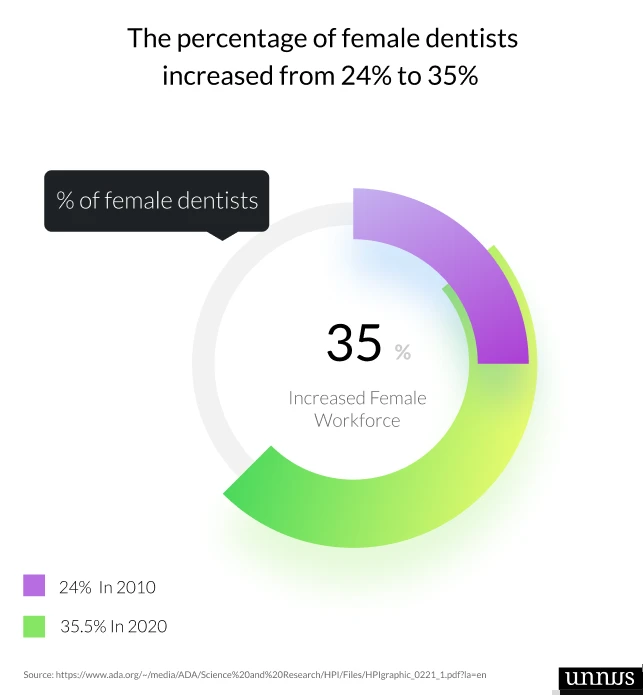 The percentage of female dentists
increased from 24% to 35%
% of female dentists
35 %
Increased Female
Workforce
24% In 2010
35.5% In 2020
Source: https://www.ada.org/~/media/ADA/Science%20and%20Research/HPI/Files/HPIgraphic_0221_1.pdf?la=en
unnus